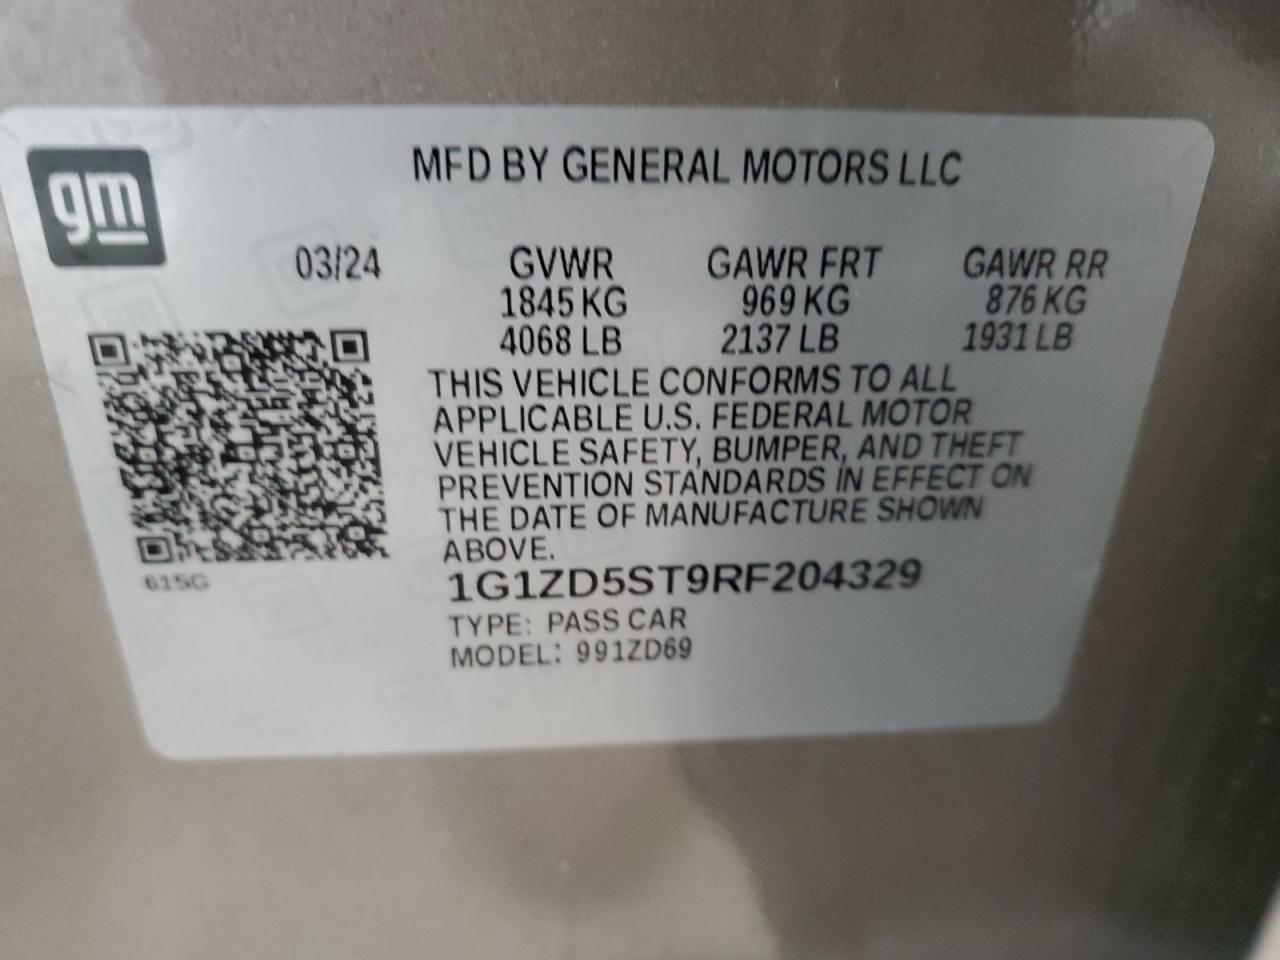 gm
MFD BY GENERAL MOTORS LLC
03/24 GVWR GAWR FRT GAWR RR
1845 KG 969 KG 876 KG
4068 LB 2137 LB 1931 LB
THIS VEHICLE CONFORMS TO ALL
APPLICABLE U.S. FEDERAL MOTOR
VEHICLE SAFETY, BUMPER, AND THEFT
PREVENTION STANDARDS IN EFFECT ON
THE DATE OF MANUFACTURE SHOWN
ABOVE.
615G
1G1ZD5ST9RF204329
TYPE: PASS CAR
MODEL: 991ZD69